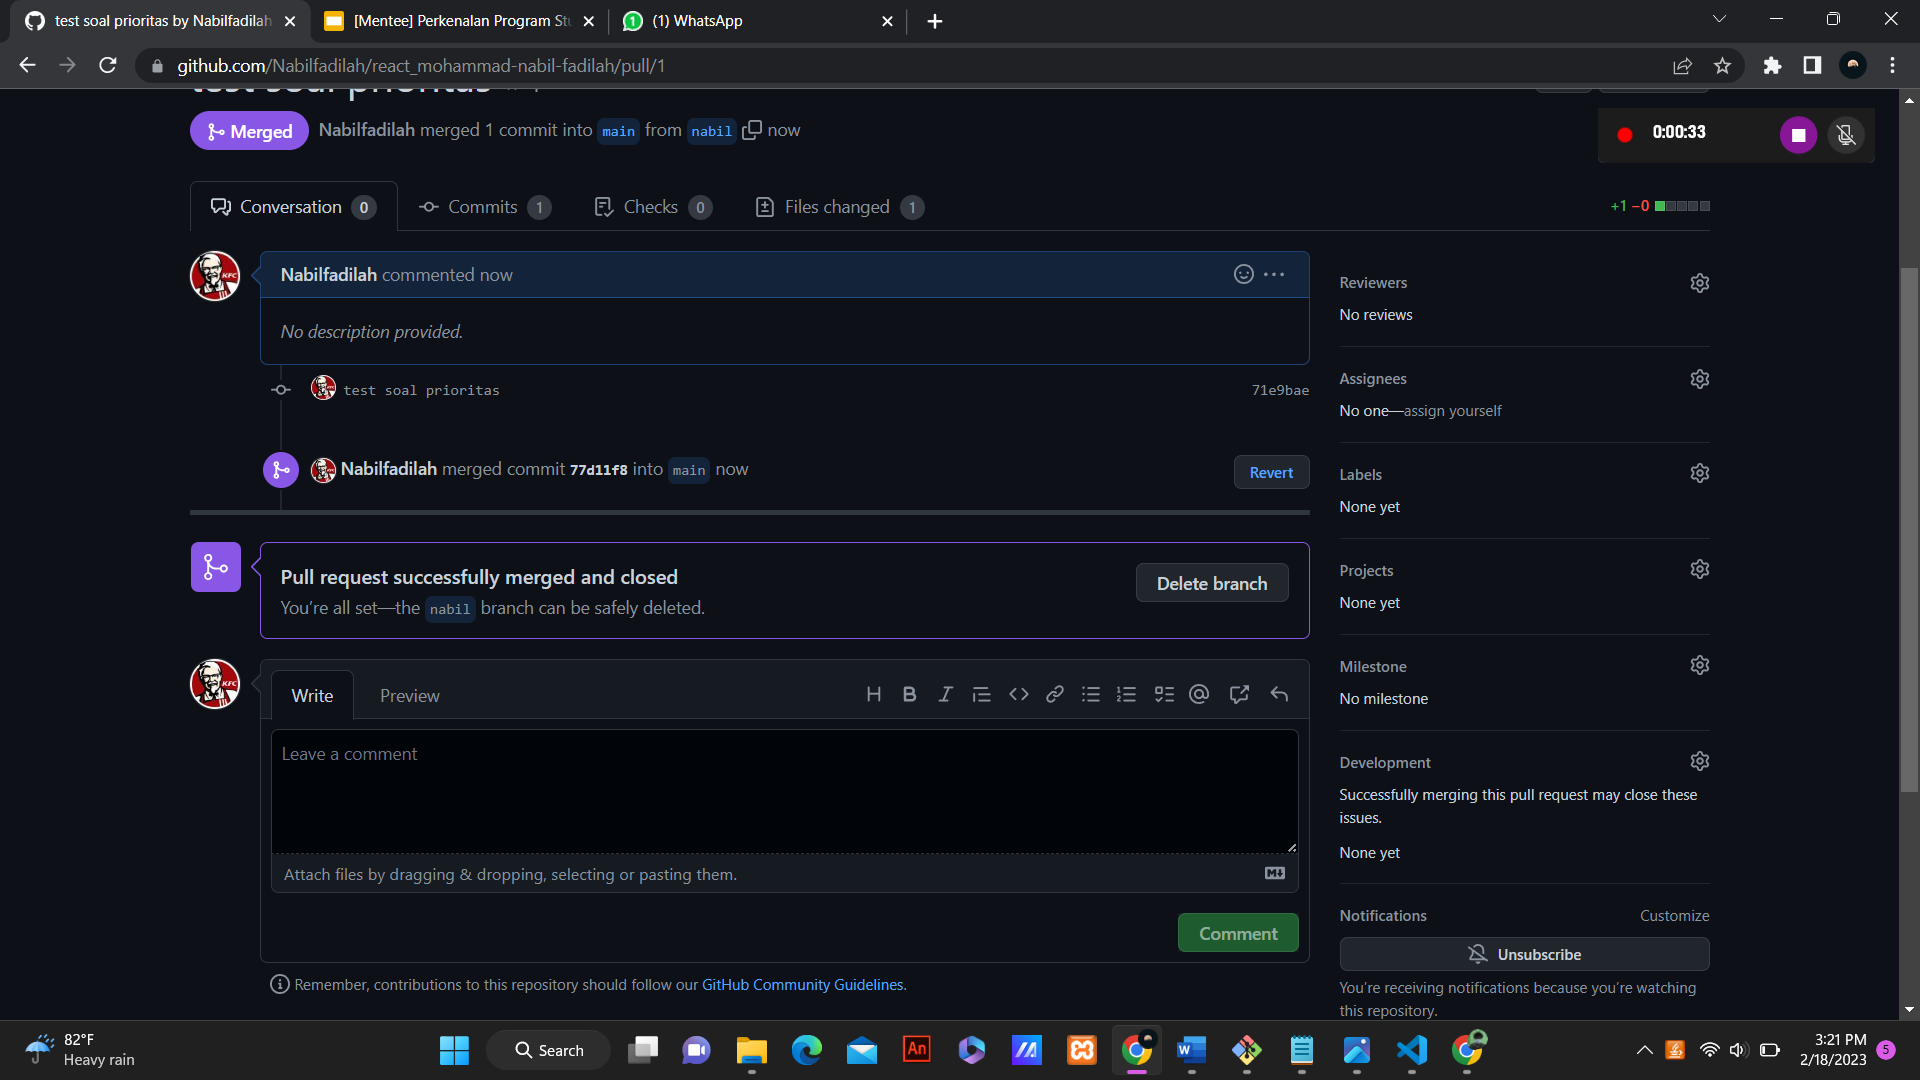 test soal prioritas by Nabilfadilah
[Mentee] Perkenalan Program Stu
(1) WhatsApp
github.com/Nabilfadilah/react_mohammad-nabil-fadilah/pull/1
test soal prioritas #1
Merged
Nabilfadilah merged 1 commit into main from nabil now
0:00:33
Conversation 0
Commits 1
Checks 0
Files changed 1
+1 −0
Nabilfadilah commented now
No description provided.
test soal prioritas
71e9bae
Nabilfadilah merged commit 77d11f8 into main now
Revert
Pull request successfully merged and closed
You’re all set—the nabil branch can be safely deleted.
Delete branch
Write
Preview
Leave a comment
Attach files by dragging & dropping, selecting or pasting them.
Comment
Remember, contributions to this repository should follow our GitHub Community Guidelines.
Reviewers
No reviews
Assignees
No one—assign yourself
Labels
None yet
Projects
None yet
Milestone
No milestone
Development
Successfully merging this pull request may close these
issues.
None yet
Notifications
Customize
Unsubscribe
You’re receiving notifications because you’re watching
this repository.
82°F
Heavy rain
Search
An
3:21 PM
2/18/2023
5